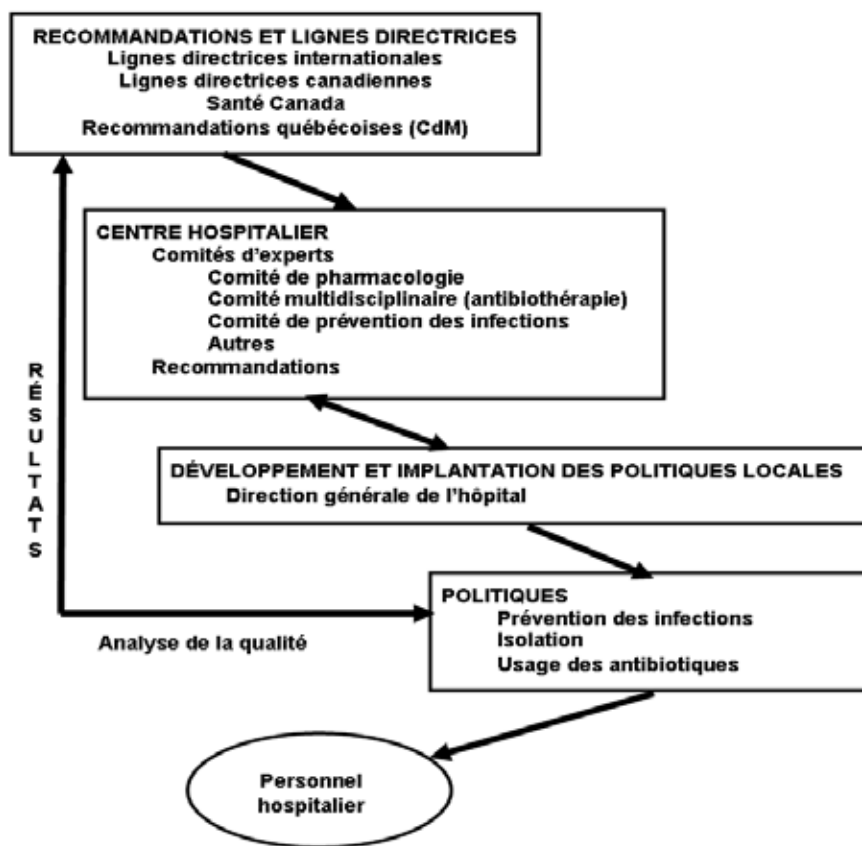 RECOMMANDATIONS ET LIGNES DIRECTRICES
Lignes directrices internationales
Lignes directrices canadiennes
Santé Canada
Recommandations québécoises (CdM)
CENTRE HOSPITALIER
Comités d'experts
Comité de pharmacologie
Comité multidisciplinaire (antibiothérapie)
Comité de prévention des infections
Autres
Recommandations
RÉSULTATS
DÉVELOPPEMENT ET IMPLANTATION DES POLITIQUES LOCALES
Direction générale de l'hôpital
POLITIQUES
Prévention des infections
Isolation
Usage des antibiotiques
Analyse de la qualité
Personnel
hospitalier